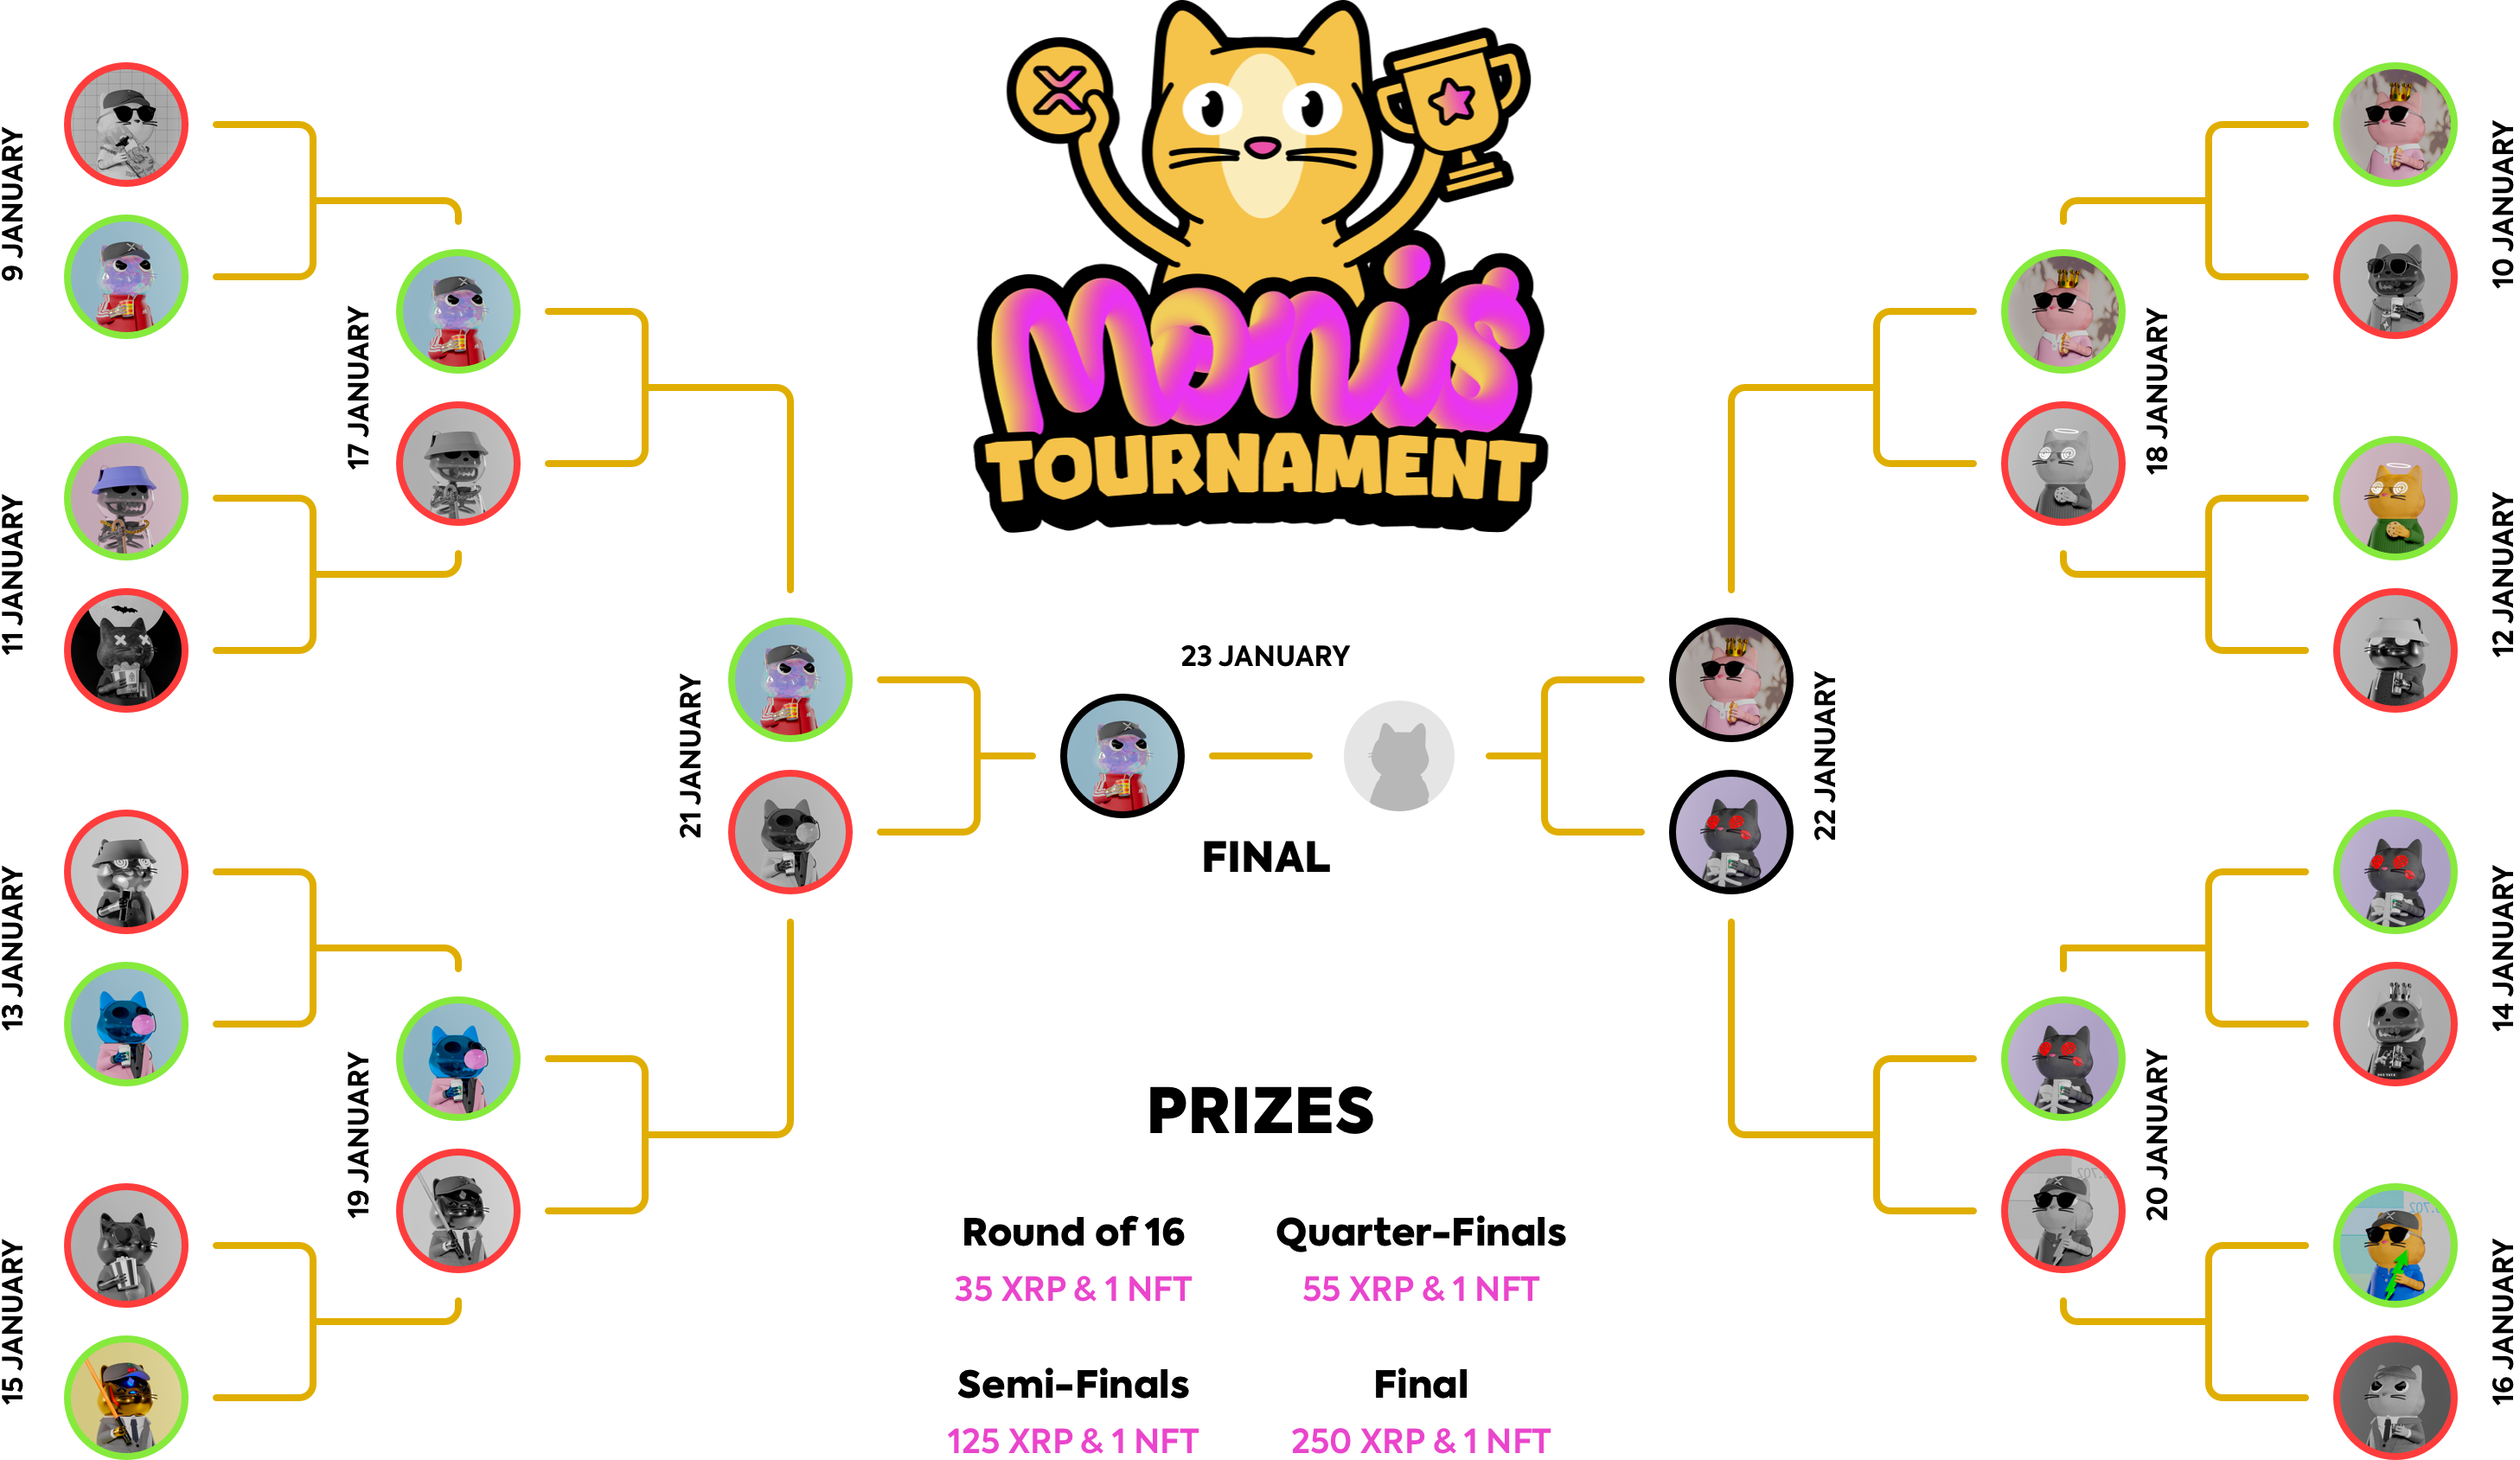 Monis
TOURNAMENT
9 JANUARY
11 JANUARY
13 JANUARY
15 JANUARY
17 JANUARY
19 JANUARY
21 JANUARY
23 JANUARY
FINAL
22 JANUARY
18 JANUARY
20 JANUARY
10 JANUARY
12 JANUARY
14 JANUARY
16 JANUARY
PRIZES
Round of 16
35 XRP & 1 NFT
Quarter-Finals
55 XRP & 1 NFT
Semi-Finals
125 XRP & 1 NFT
Final
250 XRP & 1 NFT